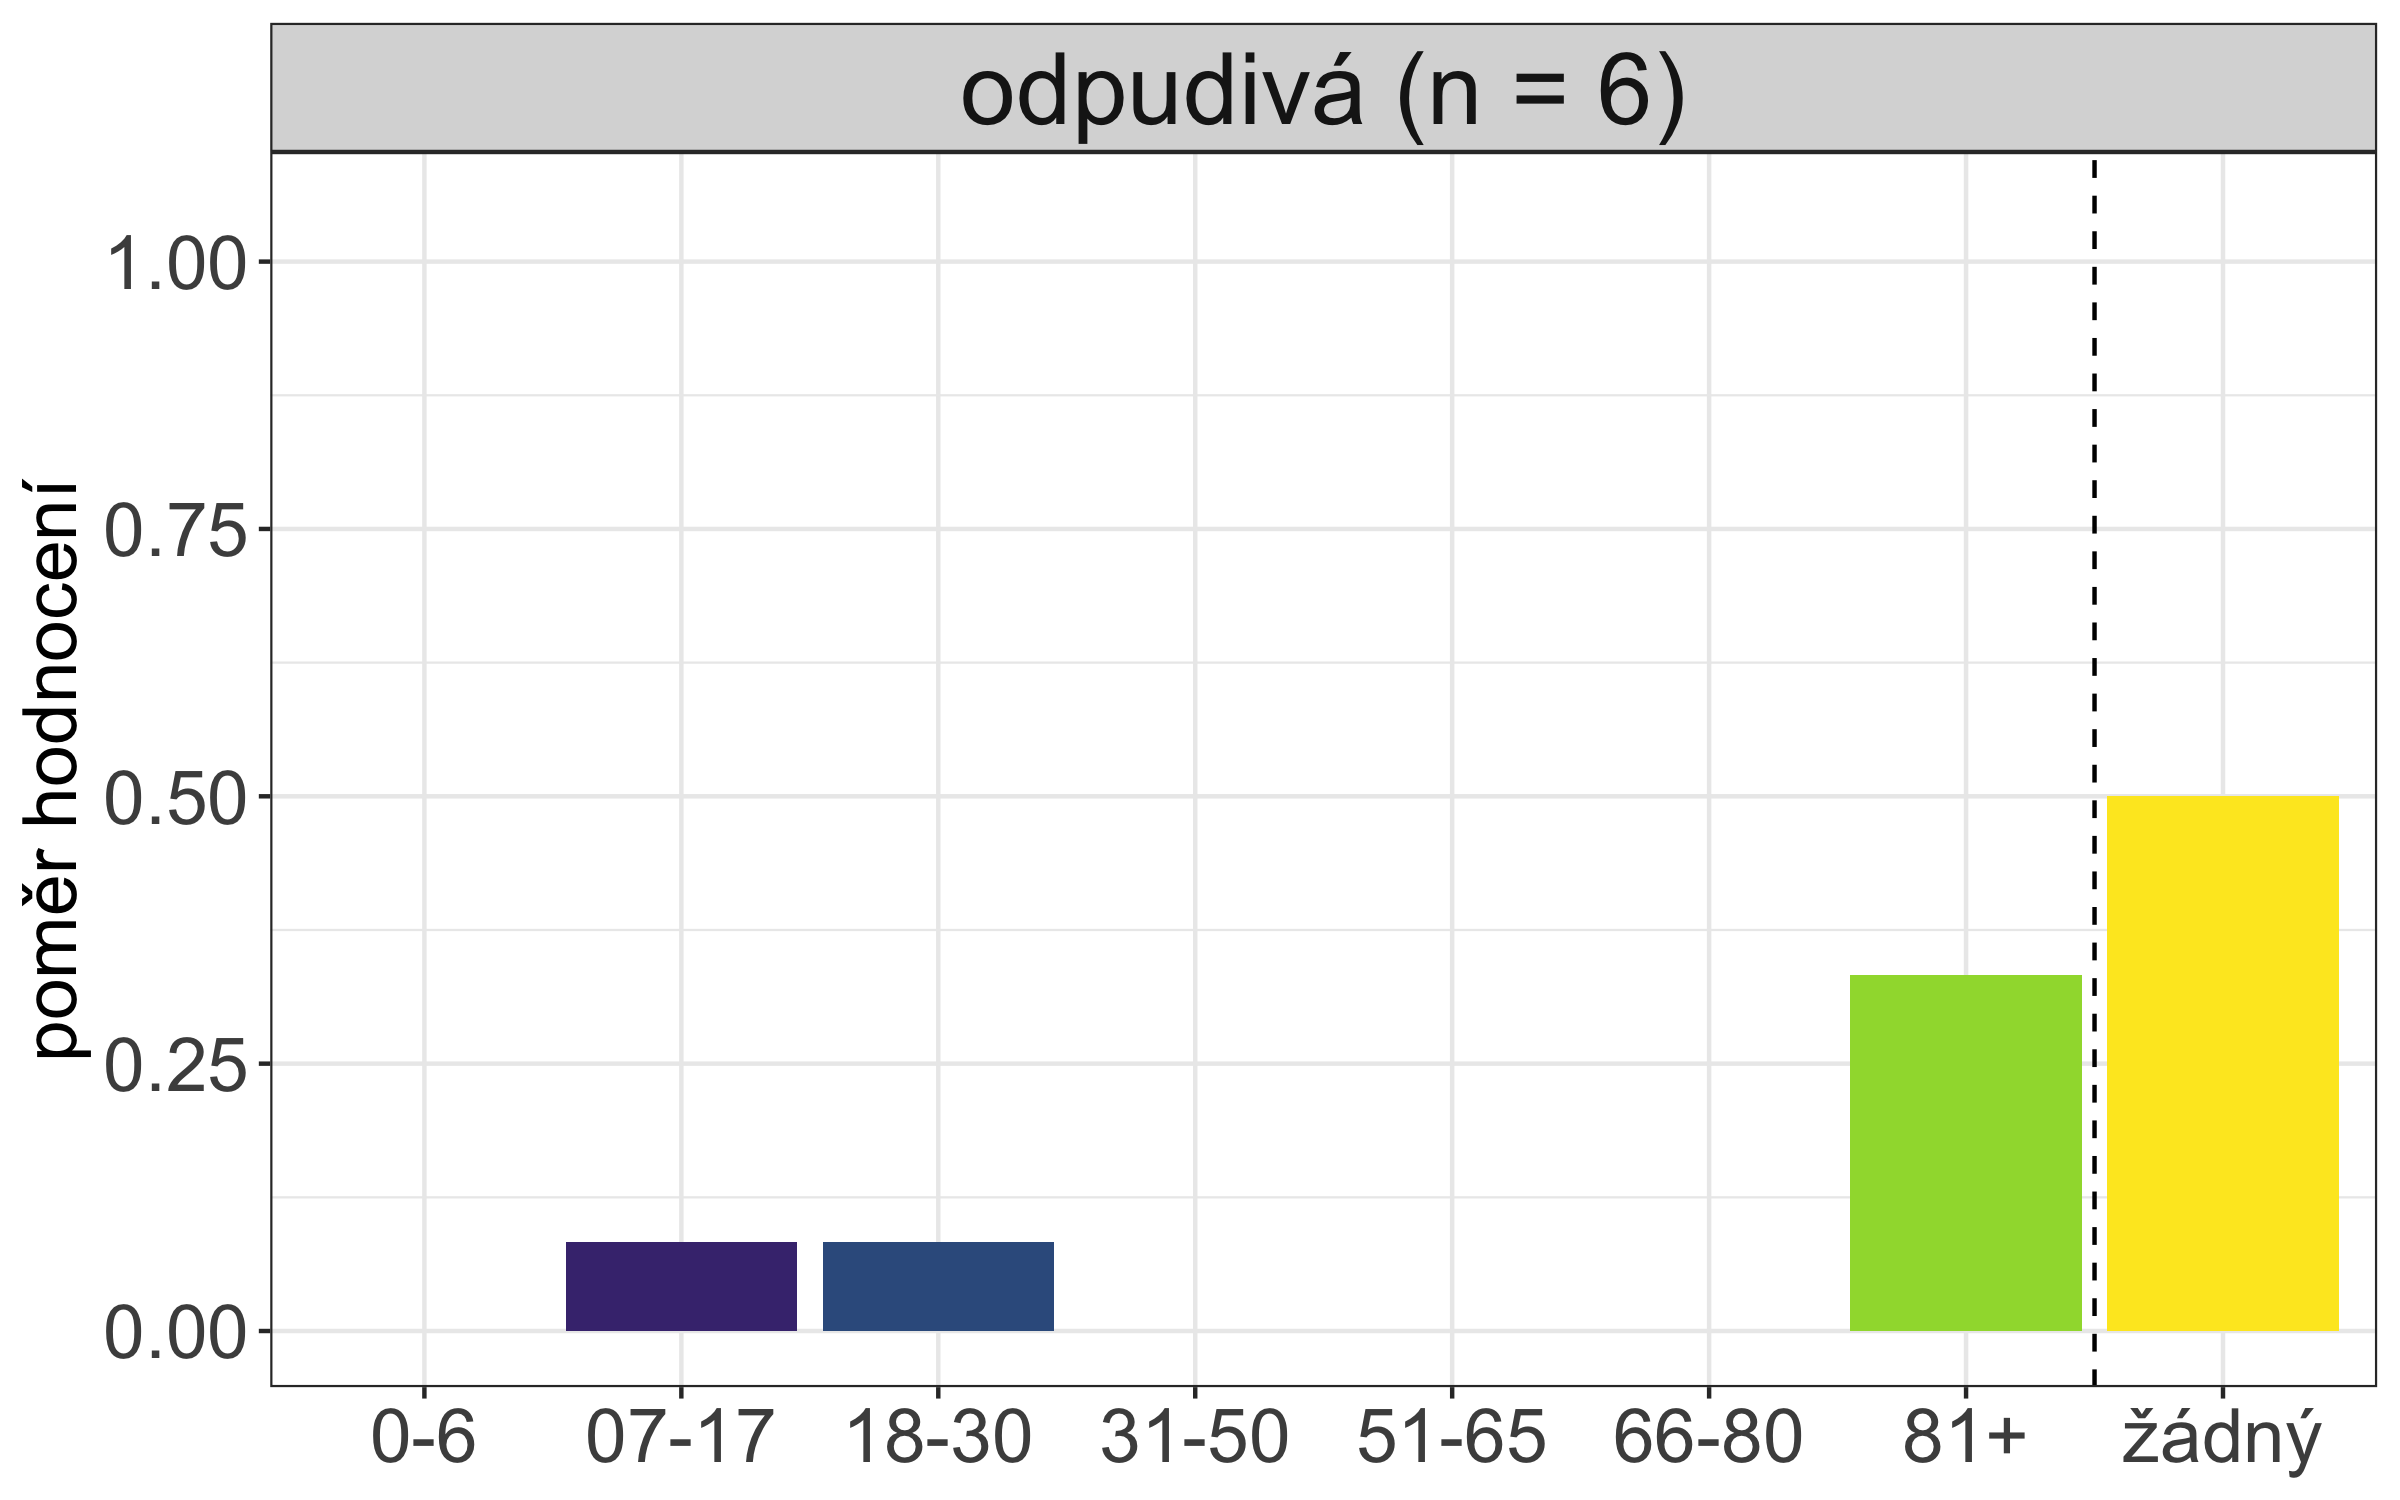 odpudivá (n = 6)
poměr hodnocení
1.00
0.75
0.50
0.25
0.00
0-6 07-17 18-30 31-50 51-65 66-80 81+ žádný